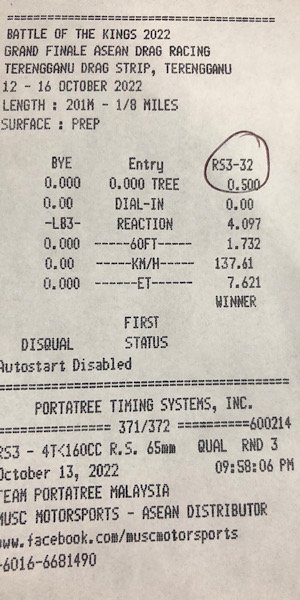 BATTLE OF THE KINGS 2022
GRAND FINALE ASEAN DRAG RACING
TERENGGANU DRAG STRIP, TERENGGANU
12 - 16 OCTOBER 2022
LENGTH : 201M - 1/8 MILES
SURFACE : PREP
BYE Entry RS3-32
0.000 0.000 TREE 0.500
0.00 DIAL-IN 0.00
-LB3- REACTION 4.097
0.000 ------60FT----- 1.732
0.00 -----KM/H----- 137.61
0.000 ------ET----- 7.621
WINNER
FIRST
DISQUAL STATUS
Autostart Disabled
PORTATREE TIMING SYSTEMS, INC.
================ 371/372 ==========600214
RS3 - 4T<160CC R.S. 65mm QUAL RND 3
October 13, 2022 09:58:06 PM
TEAM PORTATREE MALAYSIA
MUSC MOTORSPORTS - ASEAN DISTRIBUTOR
www.facebook.com/muscmotorsports
-6016-6681490